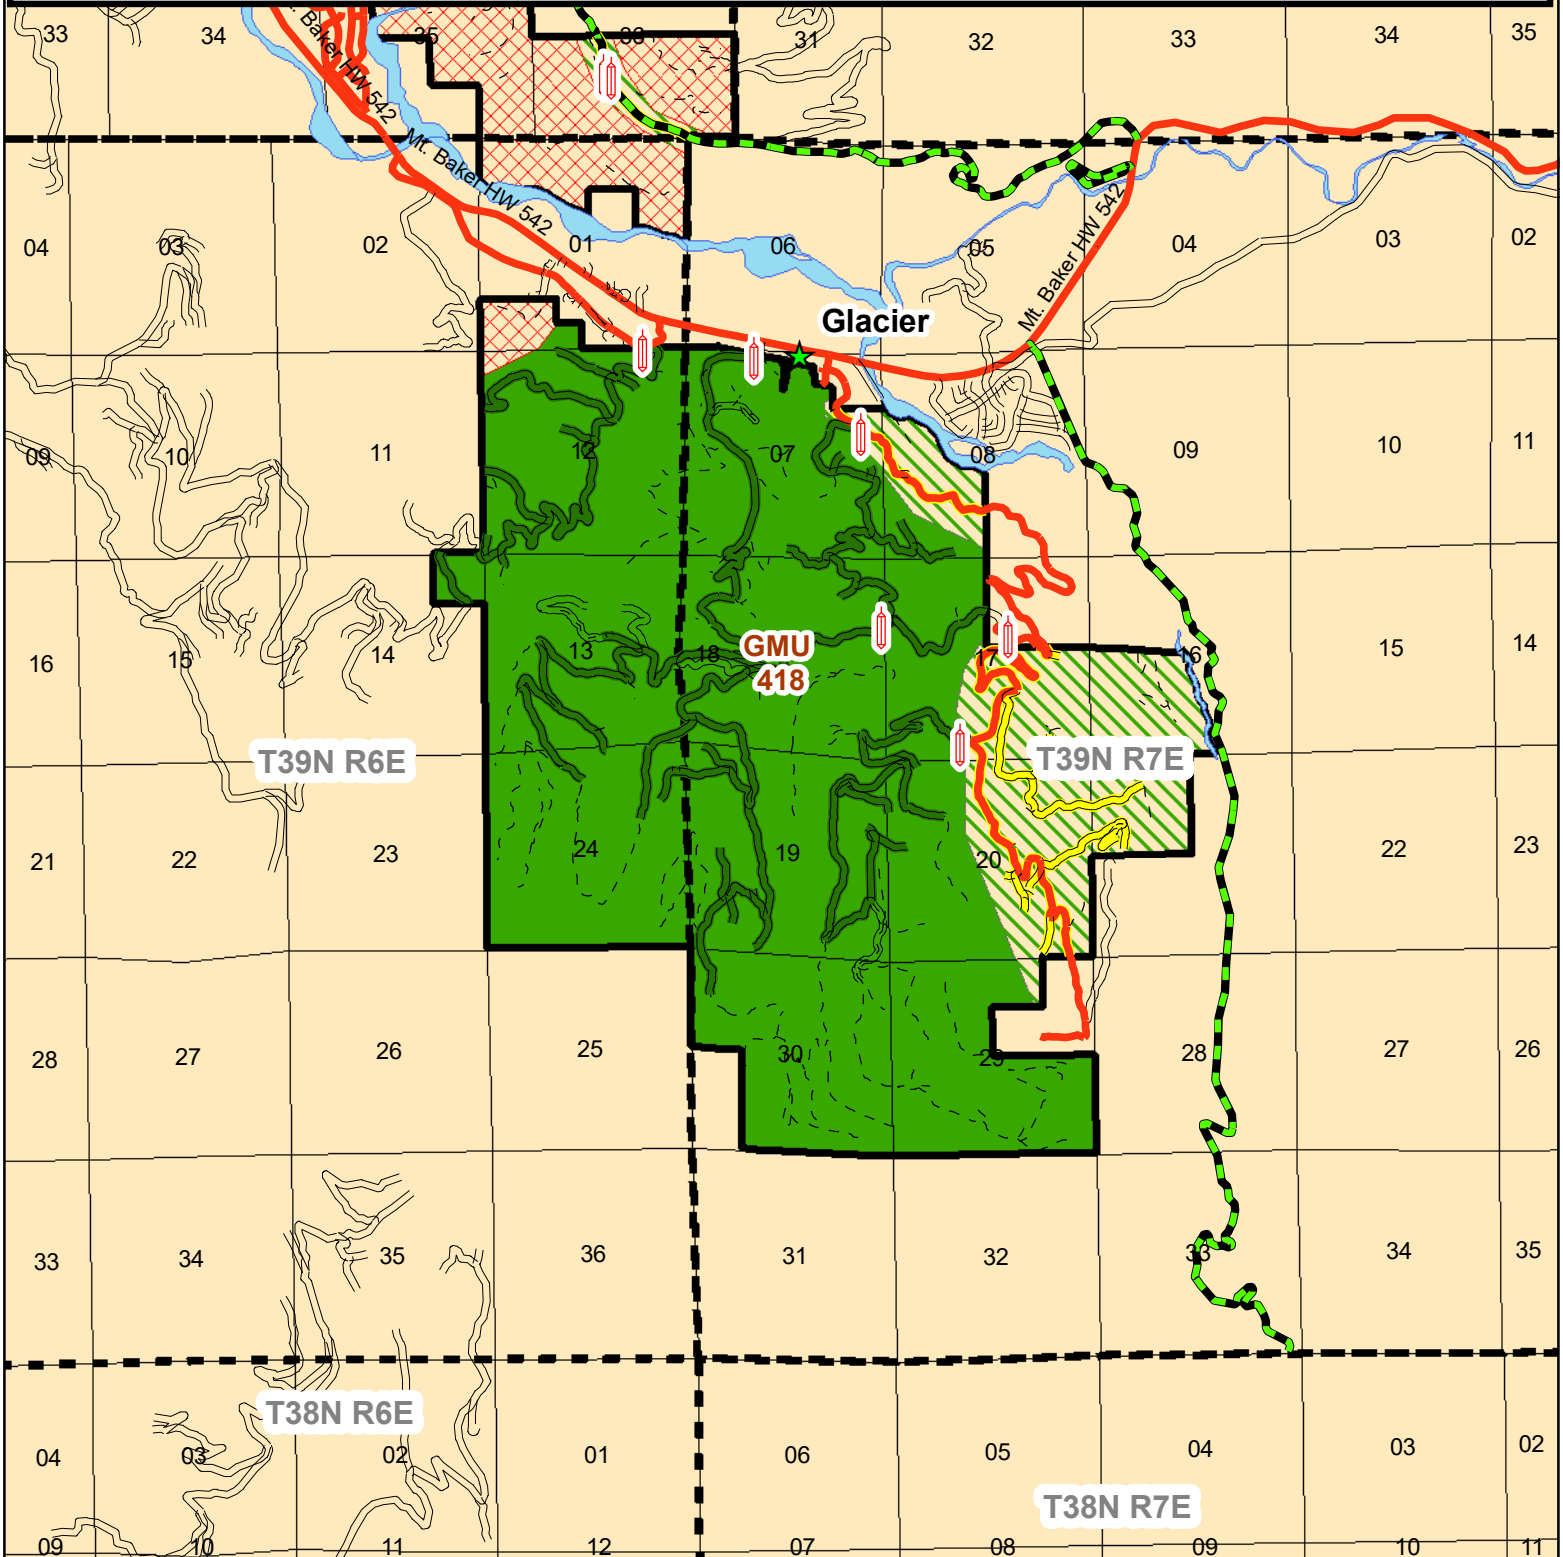 33 34 35 36 31 32 33 34 35
Mt. Baker HW 542
Mt. Baker HW 542
04 03 02 01 06 05 04 03 02
Mt. Baker HW 542
Glacier
09 10 11 12 07 08 09 10 11
16 15 14 13 18 17 16 15 14
GMU
418
T39N R6E
T39N R7E
21 22 23 24 19 20 22 23
28 27 26 25 30 29 28 27 26
33 34 35 36 31 32 33 34 35
T38N R6E
04 03 02 01 06 05 04 03 02
T38N R7E
09 10 11 12 07 08 09 10 11